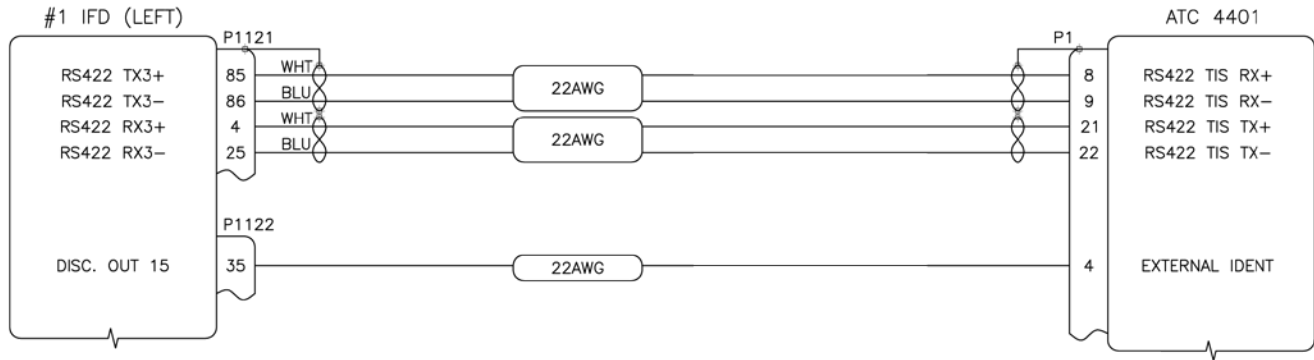 #1 IFD (LEFT) ATC 4401
P1121 P1
RS422 TX3+ 85 WHT 8 RS422 TIS RX+
22AWG
RS422 TX3- 86 BLU 9 RS422 TIS RX-
RS422 RX3+ 4 WHT 21 RS422 TIS TX+
22AWG
RS422 RX3- 25 BLU 22 RS422 TIS TX-
P1122
DISC. OUT 15 35 22AWG 4 EXTERNAL IDENT